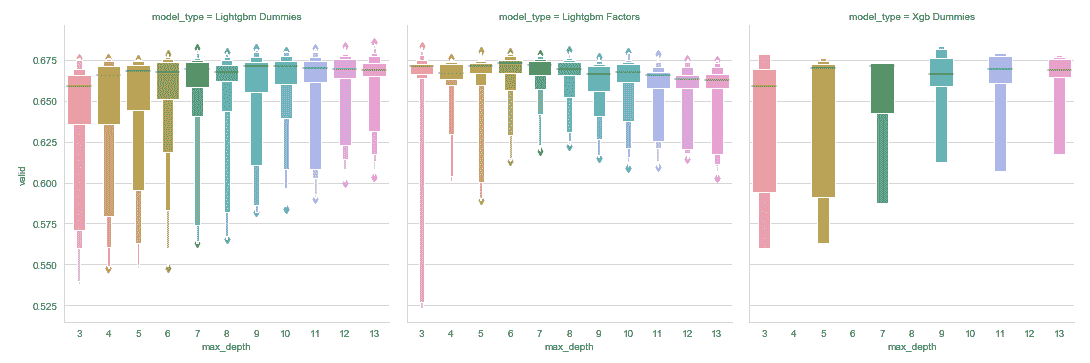 model_type = Lightgbm Dummies
model_type = Lightgbm Factors
model_type = Xgb Dummies
valid
0.675
0.650
0.625
0.600
0.575
0.550
0.525
3 4 5 6 7 8 9 10 11 12 13
3 4 5 6 7 8 9 10 11 12 13
3 4 5 6 7 8 9 10 11 12 13
max_depth
max_depth
max_depth